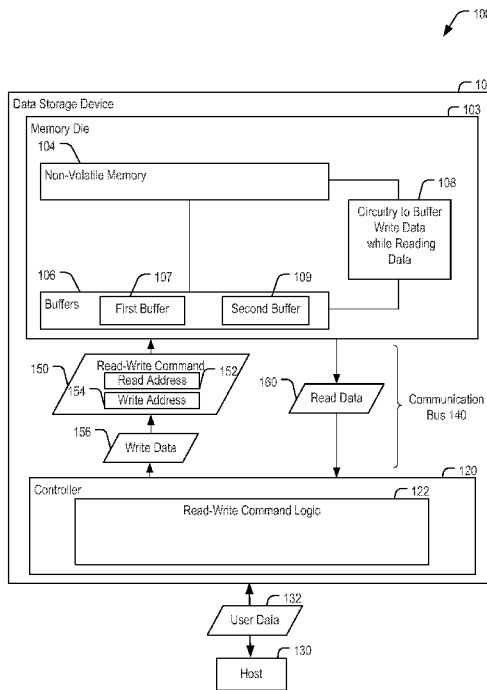 100
Data Storage Device
103
Memory Die
104
Non-Volatile Memory
108
Circuitry to Buffer
Write Data
while Reading
Data
106
107
109
Buffers
First Buffer
Second Buffer
150
Read-Write Command
152
Read Address
154
Write Address
160
Read Data
Communication
Bus 140
156
Write Data
120
Controller
122
Read-Write Command Logic
132
User Data
130
Host